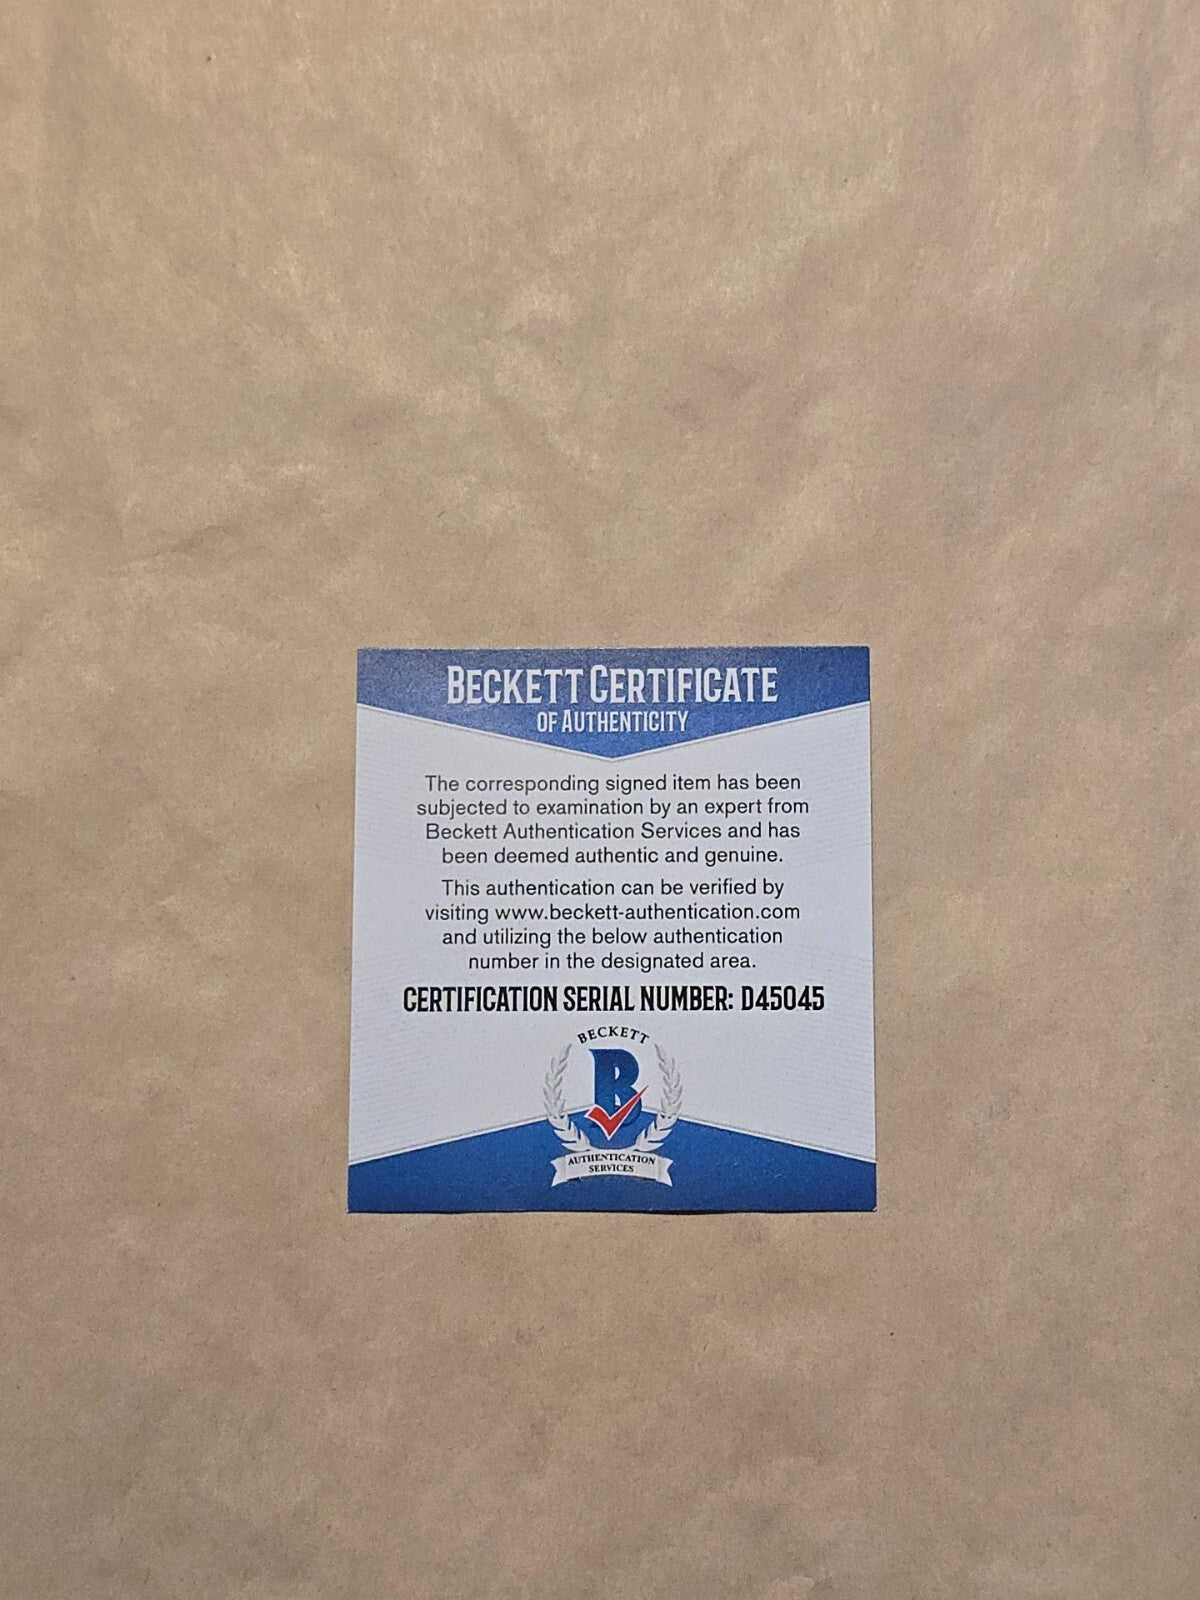 BECKETT CERTIFICATE
OF AUTHENTICITY
The corresponding signed item has been
subjected to examination by an expert from
Beckett Authentication Services and has
been deemed authentic and genuine.
This authentication can be verified by
visiting www.beckett-authentication.com
and utilizing the below authentication
number in the designated area.
CERTIFICATION SERIAL NUMBER: D45045
BECKETT
B
AUTHENTICATION
SERVICES